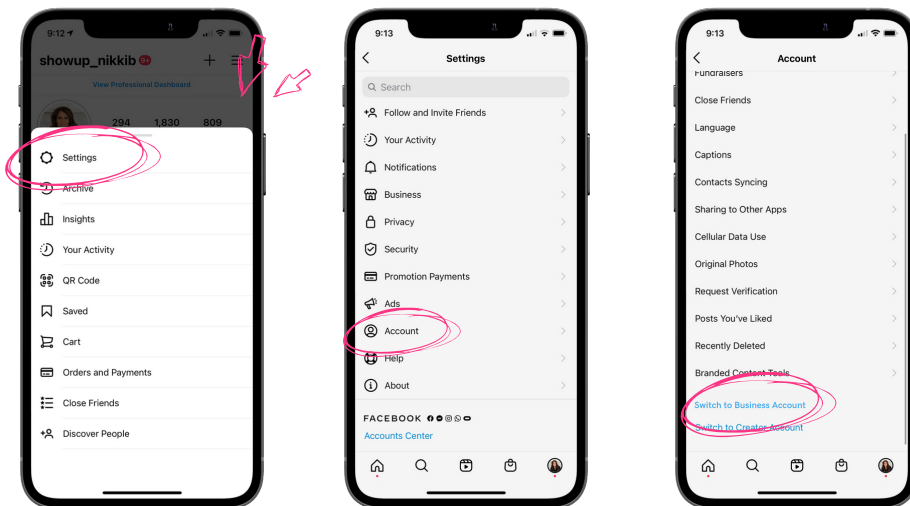 9:12
showup_nikkib 9+
View Professional Dashboard
294 1,830 809
Settings
Archive
Insights
Your Activity
QR Code
Saved
Cart
Orders and Payments
Close Friends
Discover People
9:13
Settings
Search
Follow and Invite Friends
Your Activity
Notifications
Business
Privacy
Security
Promotion Payments
Ads
Account
Help
About
FACEBOOK
Accounts Center
9:13
Account
Fundraisers
Close Friends
Language
Captions
Contacts Syncing
Sharing to Other Apps
Cellular Data Use
Original Photos
Request Verification
Posts You've Liked
Recently Deleted
Branded Content Tools
Switch to Business Account
Switch to Creator Account